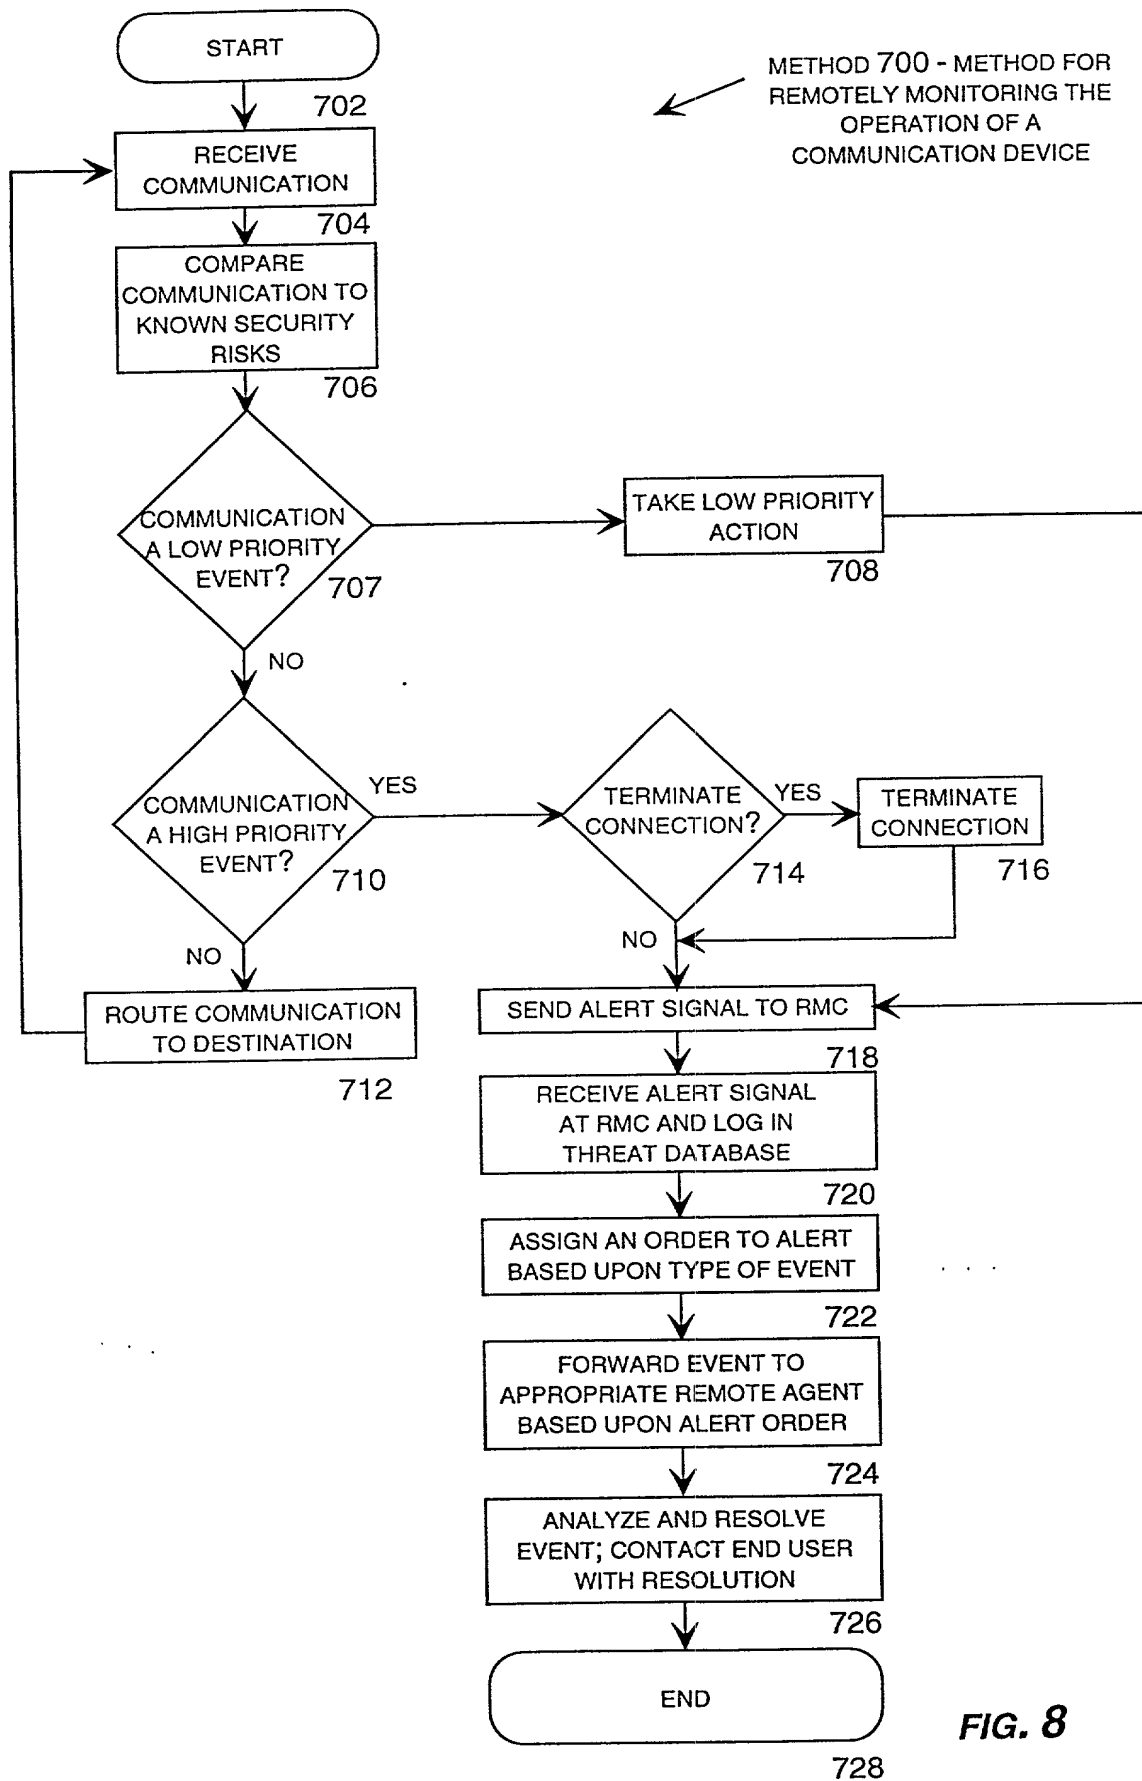 START
METHOD 700 - METHOD FOR
REMOTELY MONITORING THE
OPERATION OF A
COMMUNICATION DEVICE
702
RECEIVE
COMMUNICATION
704
COMPARE
COMMUNICATION TO
KNOWN SECURITY
RISKS
706
COMMUNICATION
A LOW PRIORITY
EVENT?
707
TAKE LOW PRIORITY
ACTION
708
NO
COMMUNICATION
A HIGH PRIORITY
EVENT?
710
YES
TERMINATE
CONNECTION?
714
YES
TERMINATE
CONNECTION
716
NO
NO
ROUTE COMMUNICATION
TO DESTINATION
712
SEND ALERT SIGNAL TO RMC
718
RECEIVE ALERT SIGNAL
AT RMC AND LOG IN
THREAT DATABASE
720
ASSIGN AN ORDER TO ALERT
BASED UPON TYPE OF EVENT
722
FORWARD EVENT TO
APPROPRIATE REMOTE AGENT
BASED UPON ALERT ORDER
724
ANALYZE AND RESOLVE
EVENT; CONTACT END USER
WITH RESOLUTION
726
END
728
FIG. 8